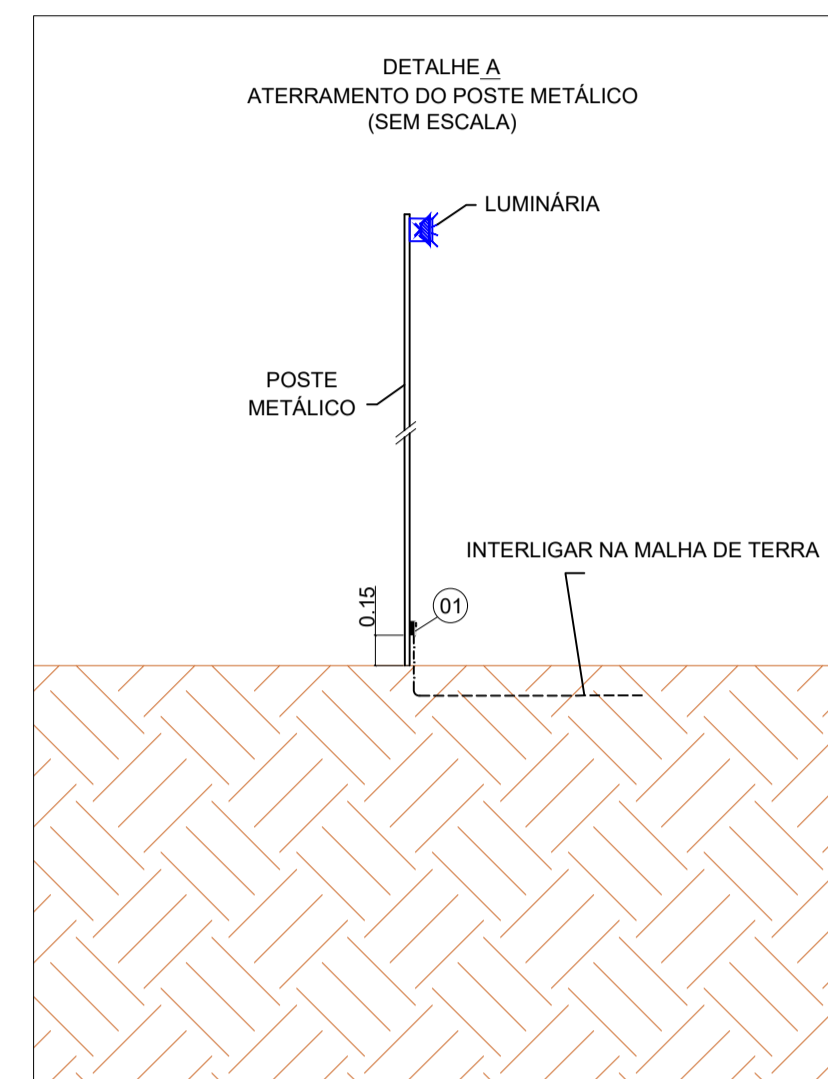 DETALHE A
ATERRAMENTO DO POSTE METÁLICO
(SEM ESCALA)
LUMINÁRIA
POSTE
METÁLICO
INTERLIGAR NA MALHA DE TERRA
0.15
01